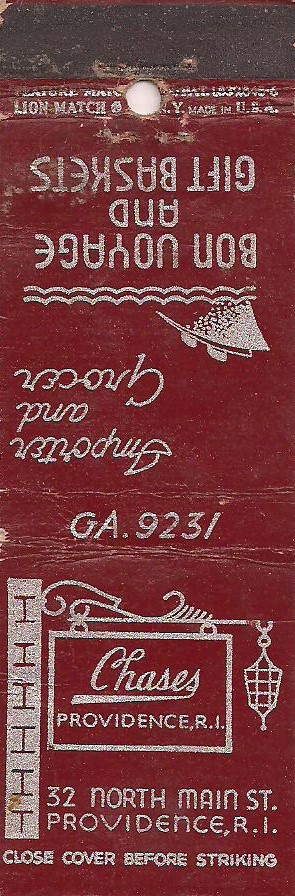 LION MATCH
N.Y. MADE IN U.S.A.
BON VOYAGE
AND
GIFT BASKETS
Importer
and
Grocer
GA. 9231
Chases
PROVIDENCE, R.I.
32 NORTH MAIN ST.
PROVIDENCE, R.I.
CLOSE COVER BEFORE STRIKING